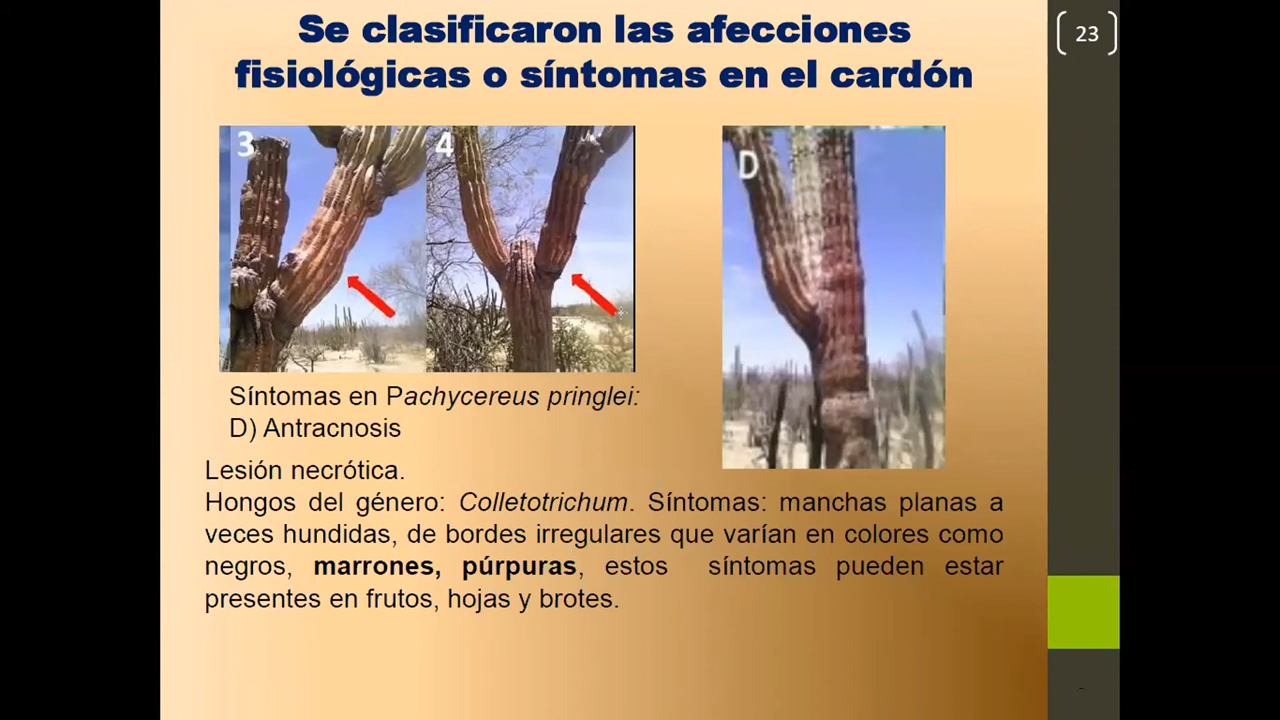 Se clasificaron las afecciones
fisiológicas o síntomas en el cardón
23
3
4
D
Síntomas en Pachycereus pringlei:
D) Antracnosis
Lesión necrótica.
Hongos del género: Colletotrichum. Síntomas: manchas planas a
veces hundidas, de bordes irregulares que varían en colores como
negros, marrones, púrpuras, estos síntomas pueden estar
presentes en frutos, hojas y brotes.